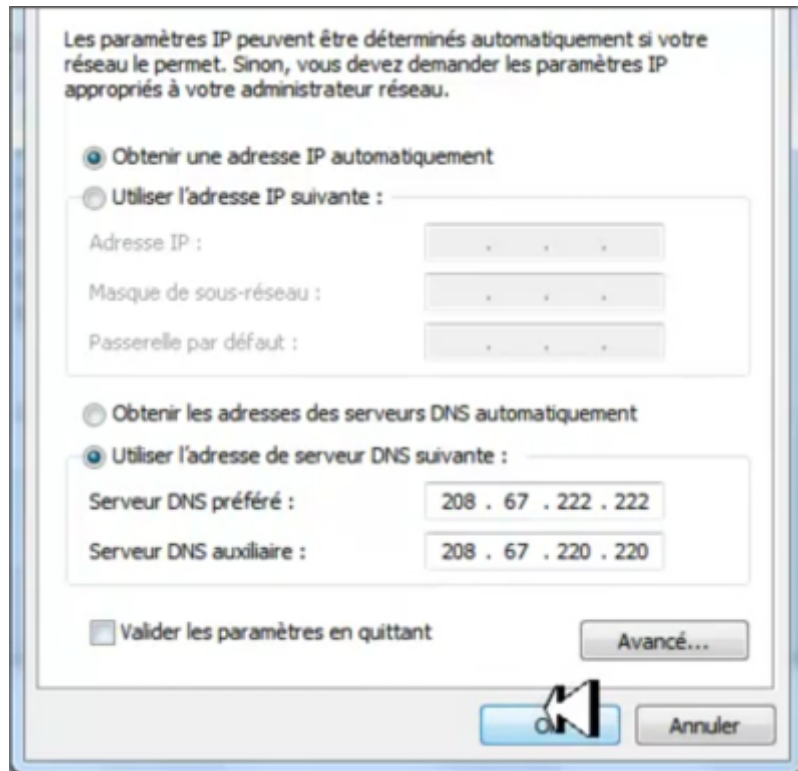 Les paramètres IP peuvent être déterminés automatiquement si votre
réseau le permet. Sinon, vous devez demander les paramètres IP
appropriés à votre administrateur réseau.
Obtenir une adresse IP automatiquement
Utiliser l'adresse IP suivante :
Adresse IP :
Masque de sous-réseau :
Passerelle par défaut :
Obtenir les adresses des serveurs DNS automatiquement
Utiliser l'adresse de serveur DNS suivante :
Serveur DNS préféré : 208 . 67 . 222 . 222
Serveur DNS auxiliaire : 208 . 67 . 220 . 220
Valider les paramètres en quittant
Avancé...
Annuler